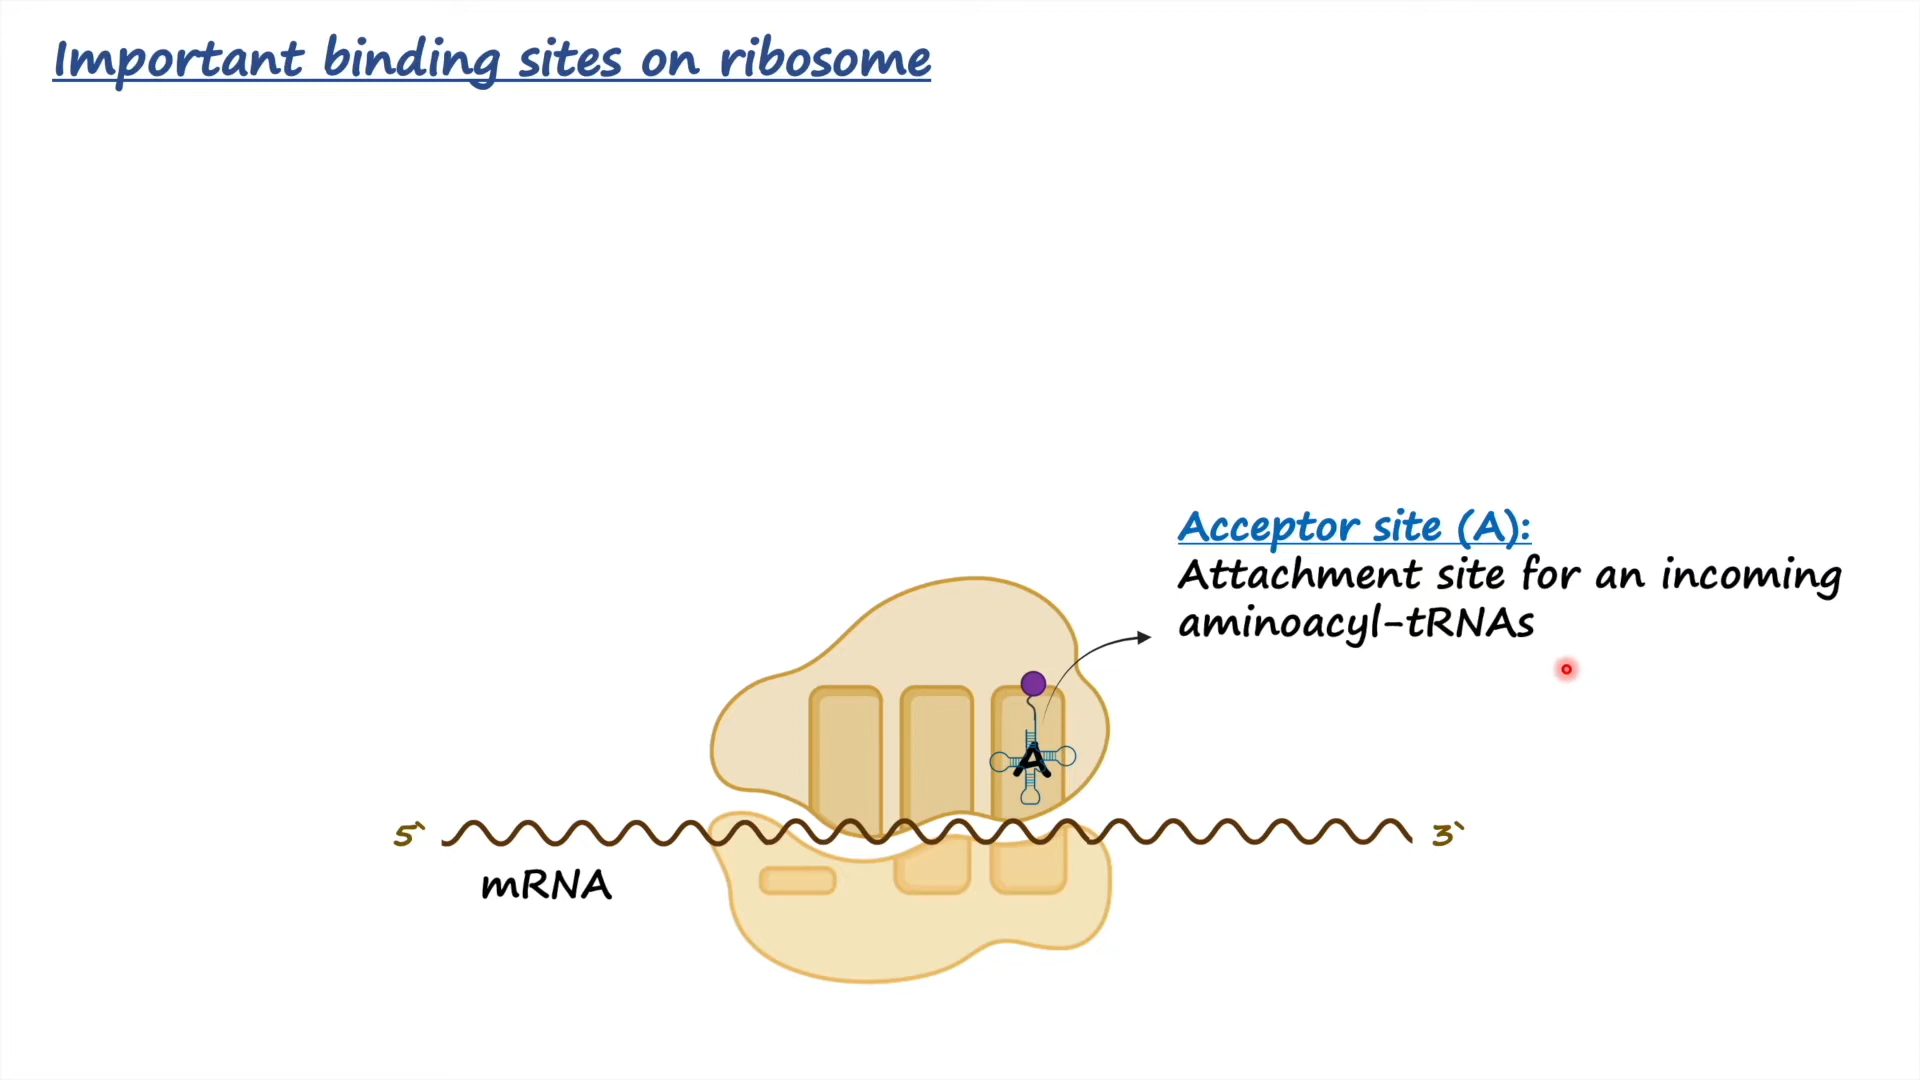 Important binding sites on ribosome
Acceptor site (A):
Attachment site for an incoming
aminoacyl-tRNAs
A
5`
3`
mRNA